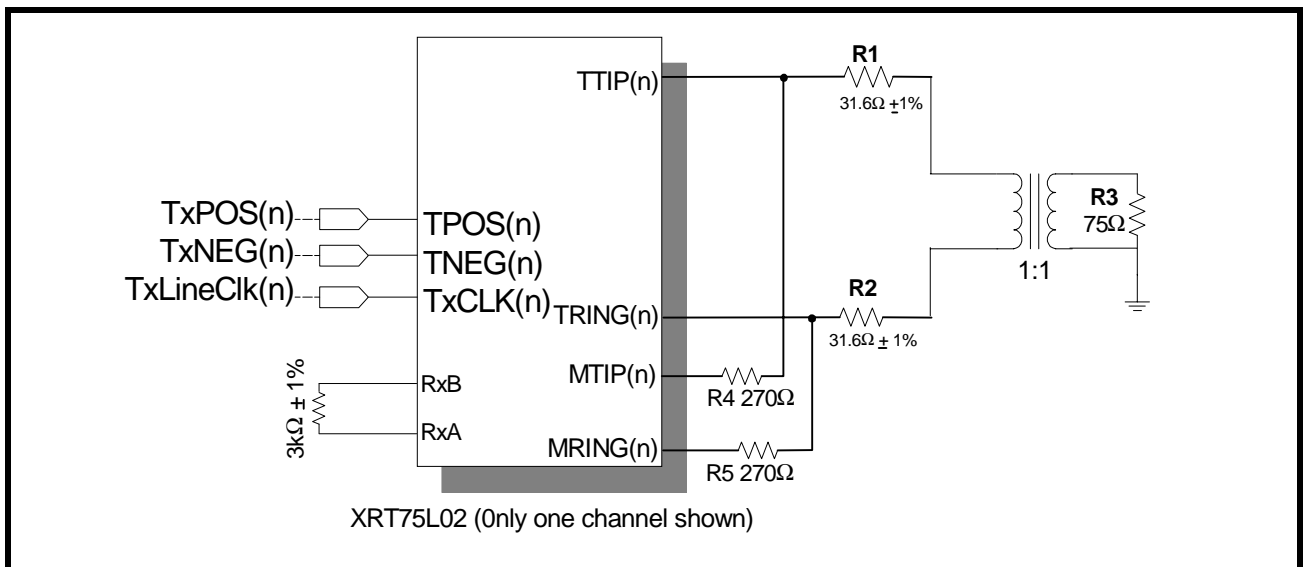 TTIP(n)
R1
31.6Ω ±1%
TxPOS(n)
TPOS(n)
TxNEG(n)
TNEG(n)
TxLineClk(n)
TxCLK(n)
TRING(n)
R2
31.6Ω ± 1%
R3
75Ω
1:1
MTIP(n)
R4 270Ω
RxB
3kΩ ± 1%
RxA
MRING(n)
R5 270Ω
XRT75L02 (0nly one channel shown)